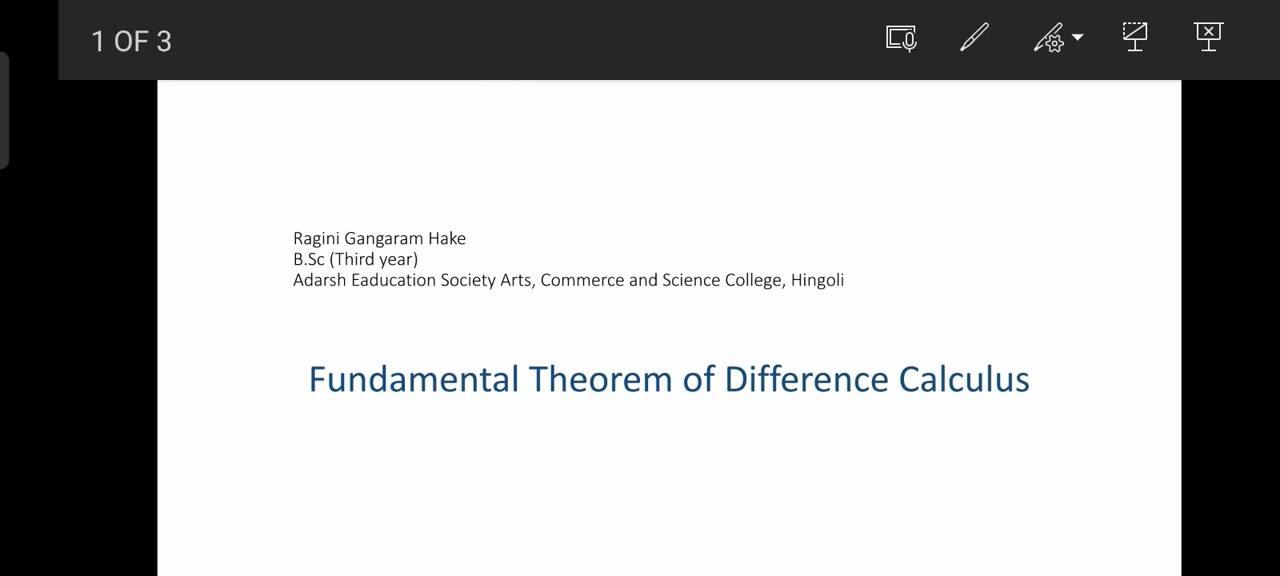 1 OF 3
Ragini Gangaram Hake
B.Sc (Third year)
Adarsh Eaducation Society Arts, Commerce and Science College, Hingoli
Fundamental Theorem of Difference Calculus